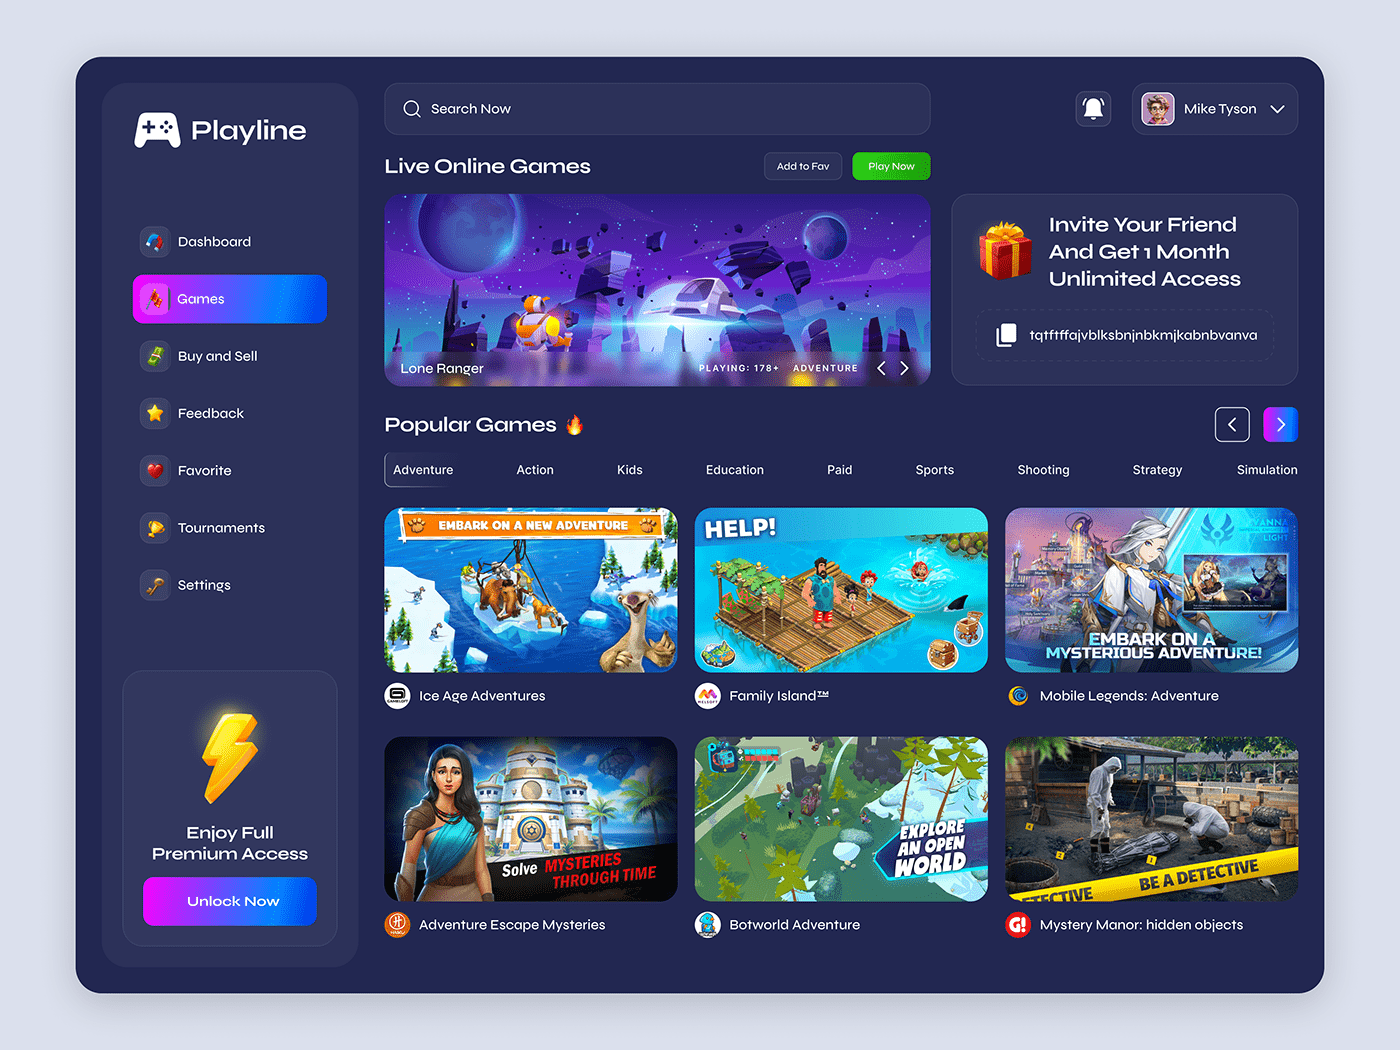 Playline
Search Now
Mike Tyson
Live Online Games
Add to Fav
Play Now
Dashboard
Games
Buy and Sell
Feedback
Favorite
Tournaments
Settings
Lone Ranger
PLAYING: 178+
ADVENTURE
Invite Your Friend
And Get 1 Month
Unlimited Access
tqtftffajvblksbnjnbkmjkabnbvanva
Popular Games
Adventure
Action
Kids
Education
Paid
Sports
Shooting
Strategy
Simulation
EMBARK ON A NEW ADVENTURE
HELP!
EMBARK ON A
MYSTERIOUS ADVENTURE!
GAMELOFT
Ice Age Adventures
MELSOFT
Family Island™
Mobile Legends: Adventure
Solve MYSTERIES
THROUGH TIME
EXPLORE
AN OPEN
WORLD
BE A DETECTIVE
Adventure Escape Mysteries
Botworld Adventure
G!
Mystery Manor: hidden objects
Enjoy Full
Premium Access
Unlock Now